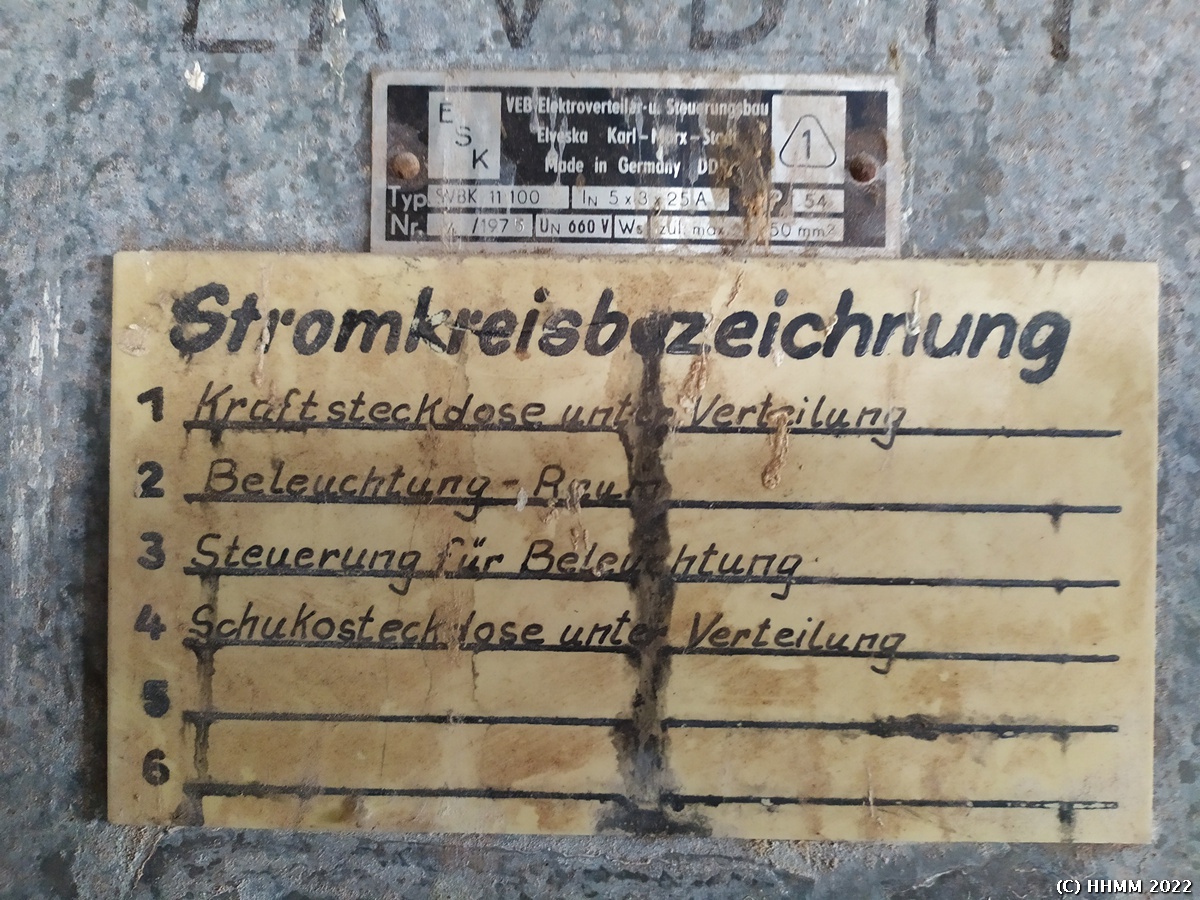 E
S
K
VEB Elektroverteiler- u. Steuerungsbau
Elveska Karl-Marx-Stadt
Made in Germany DDR
1
Typ SVBK 11 100 IN 5 x 3 x 25 A P 54
Nr. /1975 UN 660 V Ws zul. max. 50 mm²
Stromkreisbezeichnung
1 Kraftsteckdose unter Verteilung
2 Beleuchtung - Raum
3 Steuerung für Beleuchtung
4 Schukosteckdose unter Verteilung
5
6
(C) HHMM 2022